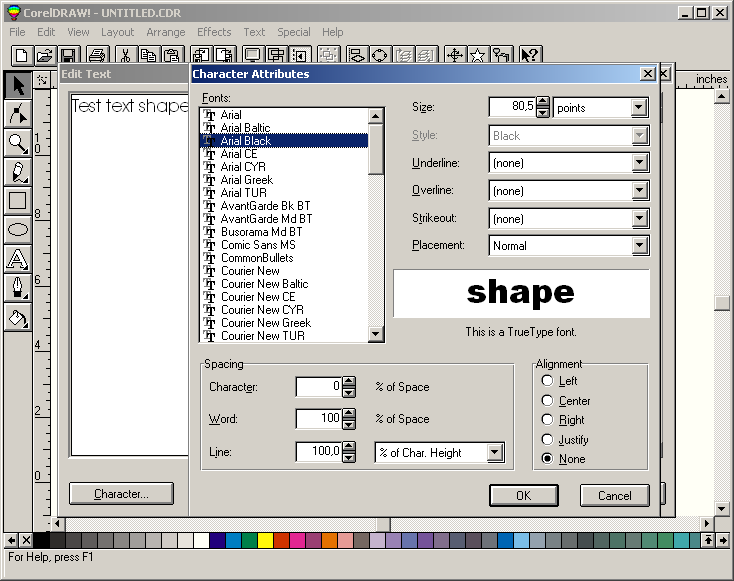 CorelDRAW! - UNTITLED.CDR
File Edit View Layout Arrange Effects Text Special Help
inches
Edit Text
Test text shape
Character...
Character Attributes
Fonts:
Arial
Arial Baltic
Arial Black
Arial CE
Arial CYR
Arial Greek
Arial TUR
AvantGarde Bk BT
AvantGarde Md BT
Busorama Md BT
Comic Sans MS
CommonBullets
Courier New
Courier New Baltic
Courier New CE
Courier New CYR
Courier New Greek
Courier New TUR
Size: 80,5 points
Style: Black
Underline: (none)
Overline: (none)
Strikeout: (none)
Placement: Normal
shape
This is a TrueType font.
Spacing
Character: 0 % of Space
Word: 100 % of Space
Line: 100,0 % of Char. Height
Alignment
Left
Center
Right
Justify
None
OK Cancel
10
8
6
4
2
0
For Help, press F1